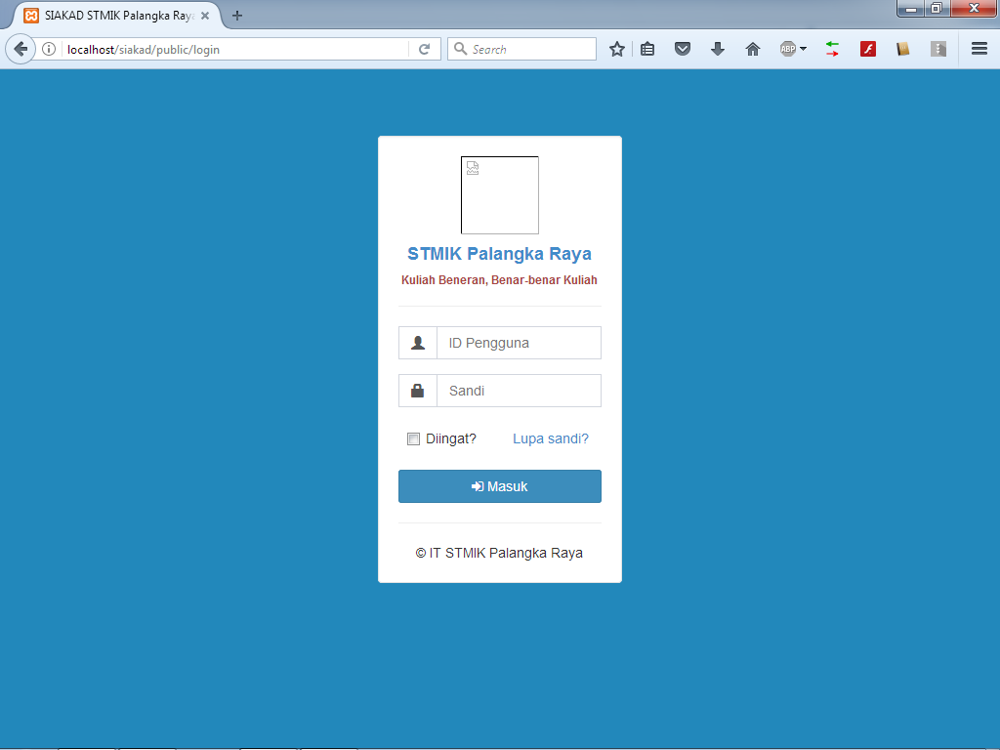 SIAKAD STMIK Palangka Raya
localhost/siakad/public/login
Search
ABP
STMIK Palangka Raya
Kuliah Beneran, Benar-benar Kuliah
ID Pengguna
Sandi
Diingat? Lupa sandi?
Masuk
© IT STMIK Palangka Raya